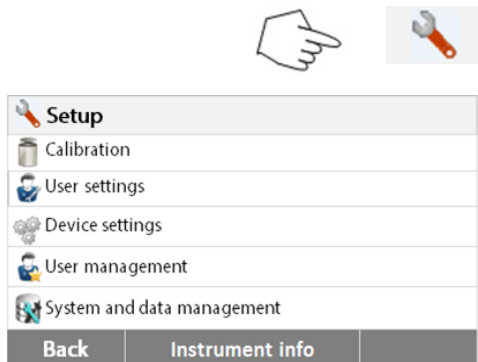 Setup
Calibration
User settings
Device settings
User management
System and data management
Back Instrument info